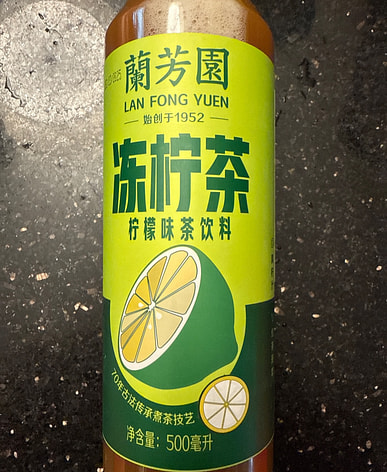 蘭芳園
LAN FONG YUEN
始创于1952
冻柠茶
柠檬味茶饮料
70年古法传承煮茶技艺
净含量：500毫升